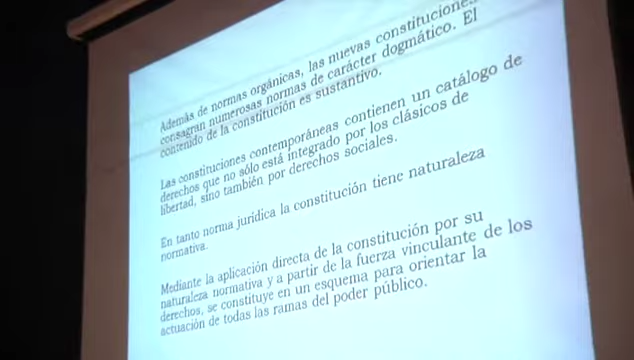 Además de normas orgánicas, las nuevas constituciones
consagran numerosas normas de carácter dogmático. El
contenido de la constitución es sustantivo.
Las constituciones contemporáneas contienen un catálogo de
derechos que no sólo está integrado por los clásicos de
libertad, sino también por derechos sociales.
En tanto norma jurídica la constitución tiene naturaleza
normativa.
Mediante la aplicación directa de la constitución por su
naturaleza normativa y a partir de la fuerza vinculante de los
derechos, se constituye en un esquema para orientar la
actuación de todas las ramas del poder público.